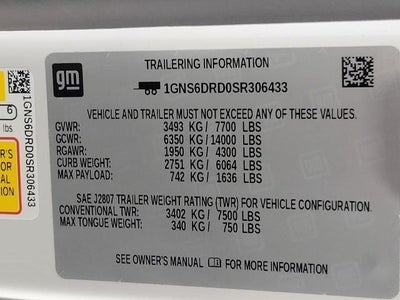 TRAILERING INFORMATION
gm
1GNS6DRD0SR306433
VEHICLE AND TRAILER MUST NOT EXCEED ANY OF THESE VALUES.
GVWR: 3493 KG / 7700 LBS
GCWR: 6350 KG / 14000 LBS
RGAWR: 1950 KG / 4300 LBS
CURB WEIGHT: 2751 KG / 6064 LBS
MAX PAYLOAD: 742 KG / 1636 LBS
SAE J2807 TRAILER WEIGHT RATING (TWR) FOR VEHICLE CONFIGURATION.
CONVENTIONAL TWR: 3402 KG / 7500 LBS
MAX TONGUE WEIGHT: 340 KG / 750 LBS
SEE OWNER'S MANUAL FOR MORE INFORMATION
1GNS6DRD0SR306433
lbs